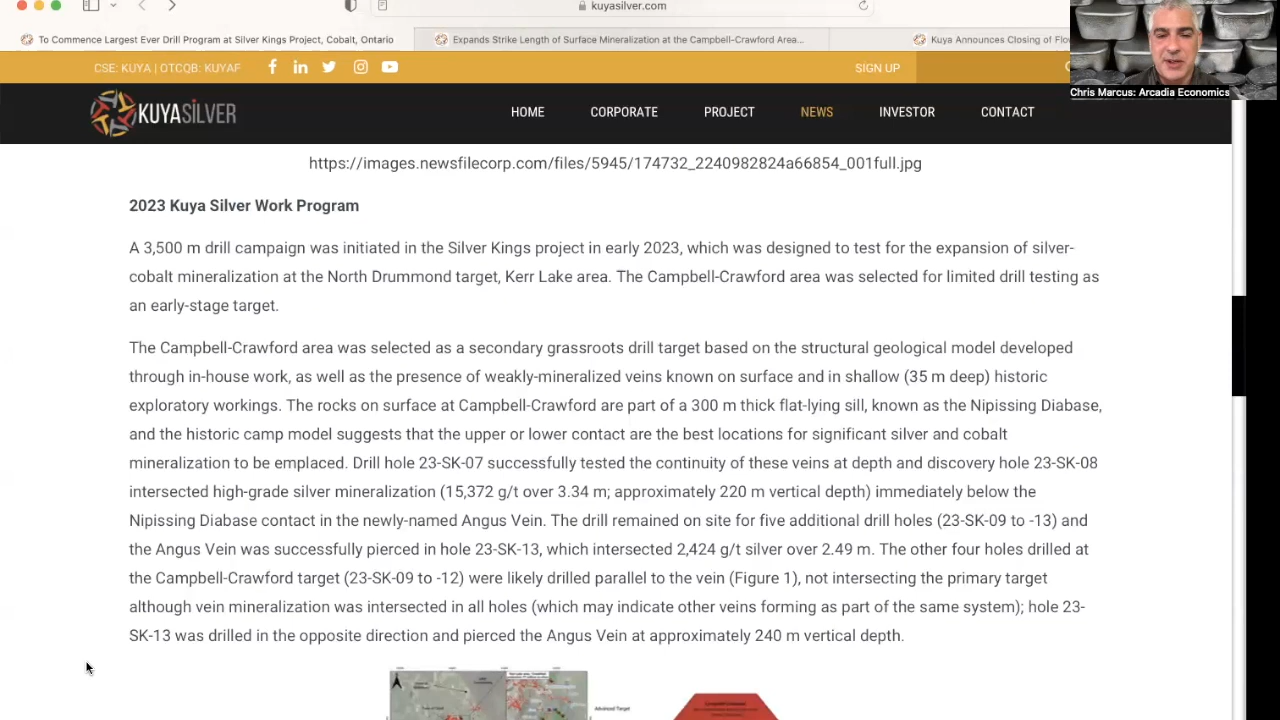 kuyasilver.com
To Commence Largest Ever Drill Program at Silver Kings Project, Cobalt, Ontario
Expands Strike Length of Surface Mineralization at the Campbell-Crawford Area...
Kuya Announces Closing of Flo
CSE: KUYA | OTCQB: KUYAF
SIGN UP
Chris Marcus: Arcadia Economics
KUYASILVER
HOME
CORPORATE
PROJECT
NEWS
INVESTOR
CONTACT
https://images.newsfilecorp.com/files/5945/174732_2240982824a66854_001full.jpg
2023 Kuya Silver Work Program
A 3,500 m drill campaign was initiated in the Silver Kings project in early 2023, which was designed to test for the expansion of silver-
cobalt mineralization at the North Drummond target, Kerr Lake area. The Campbell-Crawford area was selected for limited drill testing as
an early-stage target.
The Campbell-Crawford area was selected as a secondary grassroots drill target based on the structural geological model developed
through in-house work, as well as the presence of weakly-mineralized veins known on surface and in shallow (35 m deep) historic
exploratory workings. The rocks on surface at Campbell-Crawford are part of a 300 m thick flat-lying sill, known as the Nipissing Diabase,
and the historic camp model suggests that the upper or lower contact are the best locations for significant silver and cobalt
mineralization to be emplaced. Drill hole 23-SK-07 successfully tested the continuity of these veins at depth and discovery hole 23-SK-08
intersected high-grade silver mineralization (15,372 g/t over 3.34 m; approximately 220 m vertical depth) immediately below the
Nipissing Diabase contact in the newly-named Angus Vein. The drill remained on site for five additional drill holes (23-SK-09 to -13) and
the Angus Vein was successfully pierced in hole 23-SK-13, which intersected 2,424 g/t silver over 2.49 m. The other four holes drilled at
the Campbell-Crawford target (23-SK-09 to -12) were likely drilled parallel to the vein (Figure 1), not intersecting the primary target
although vein mineralization was intersected in all holes (which may indicate other veins forming as part of the same system); hole 23-
SK-13 was drilled in the opposite direction and pierced the Angus Vein at approximately 240 m vertical depth.
Advanced Target